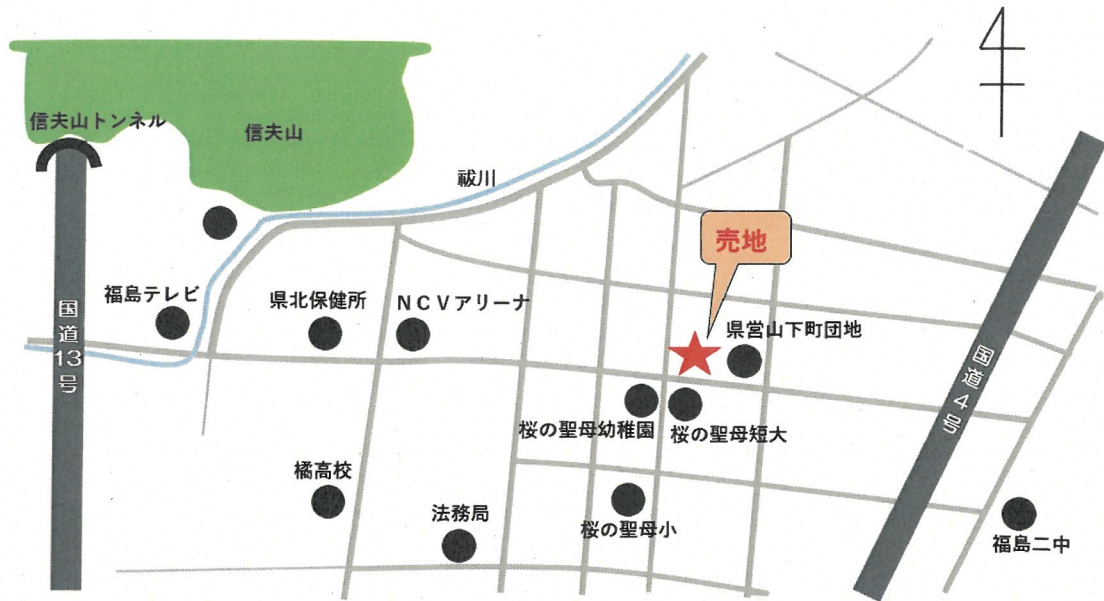 信夫山トンネル
信夫山
祓川
売地
福島テレビ
県北保健所
NCVアリーナ
県営山下町団地
国道13号
国道4号
桜の聖母幼稚園
桜の聖母短大
橘高校
法務局
桜の聖母小
福島二中